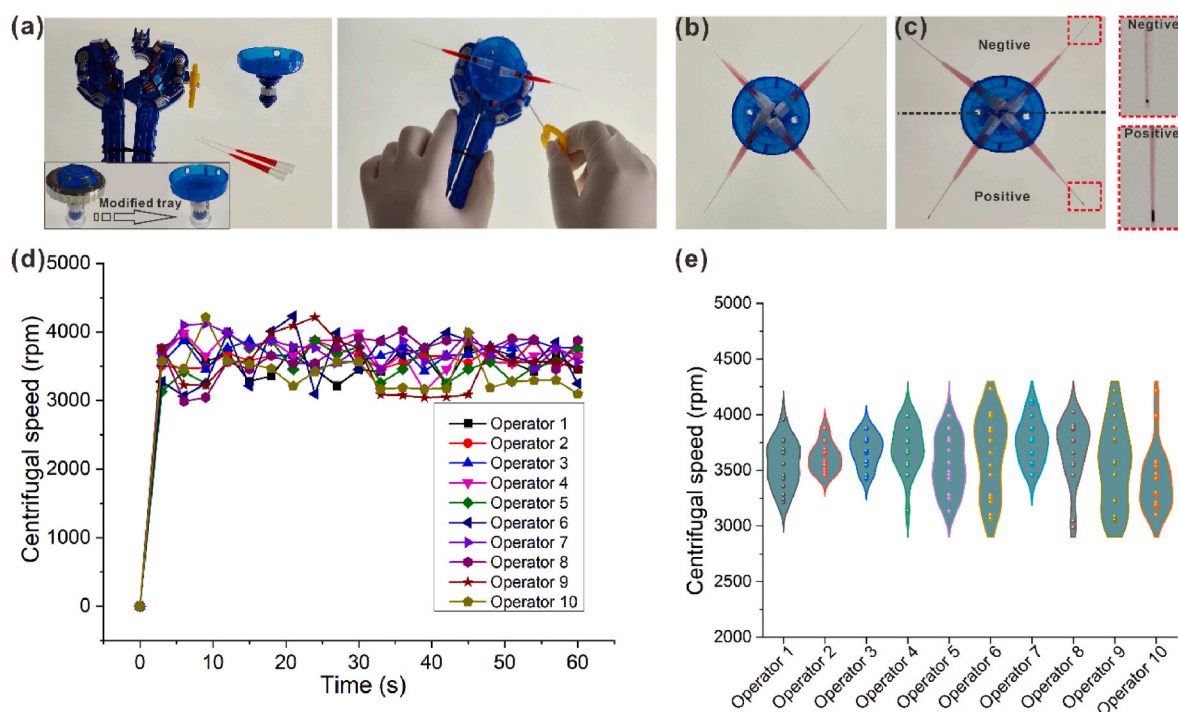 (a)
Modified tray
(b)
(c)
Negtive
Positive
Negtive
Positive
(d)
5000
4000
3000
2000
1000
0
Centrifugal speed (rpm)
0 10 20 30 40 50 60
Time (s)
Operator 1
Operator 2
Operator 3
Operator 4
Operator 5
Operator 6
Operator 7
Operator 8
Operator 9
Operator 10
(e)
5000
4500
4000
3500
3000
2500
2000
Centrifugal speed (rpm)
Operator 1
Operator 2
Operator 3
Operator 4
Operator 5
Operator 6
Operator 7
Operator 8
Operator 9
Operator 10